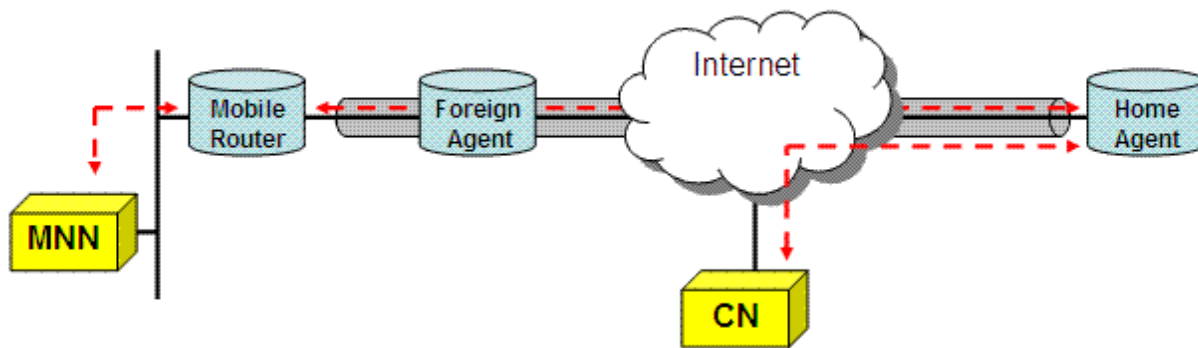 Internet
Mobile
Router
Foreign
Agent
Home
Agent
MNN
CN